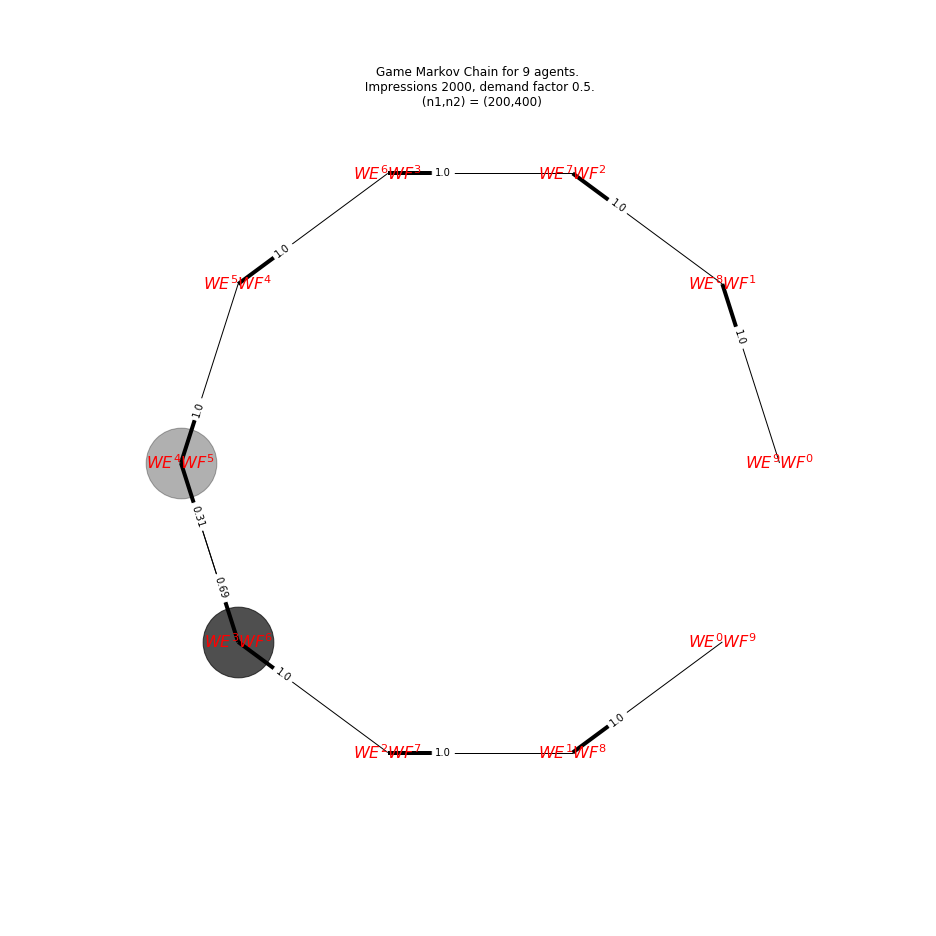 Game Markov Chain for 9 agents.
Impressions 2000, demand factor 0.5.
(n1,n2) = (200,400)
WE^6WF^3
1.0
WE^7WF^2
1.0
1.0
WE^5WF^4
WE^8WF^1
1.0
1.0
WE^4WF^5
WE^9WF^0
0.31
0.69
WE^3WF^6
WE^0WF^9
1.0
1.0
WE^2WF^7
1.0
WE^1WF^8